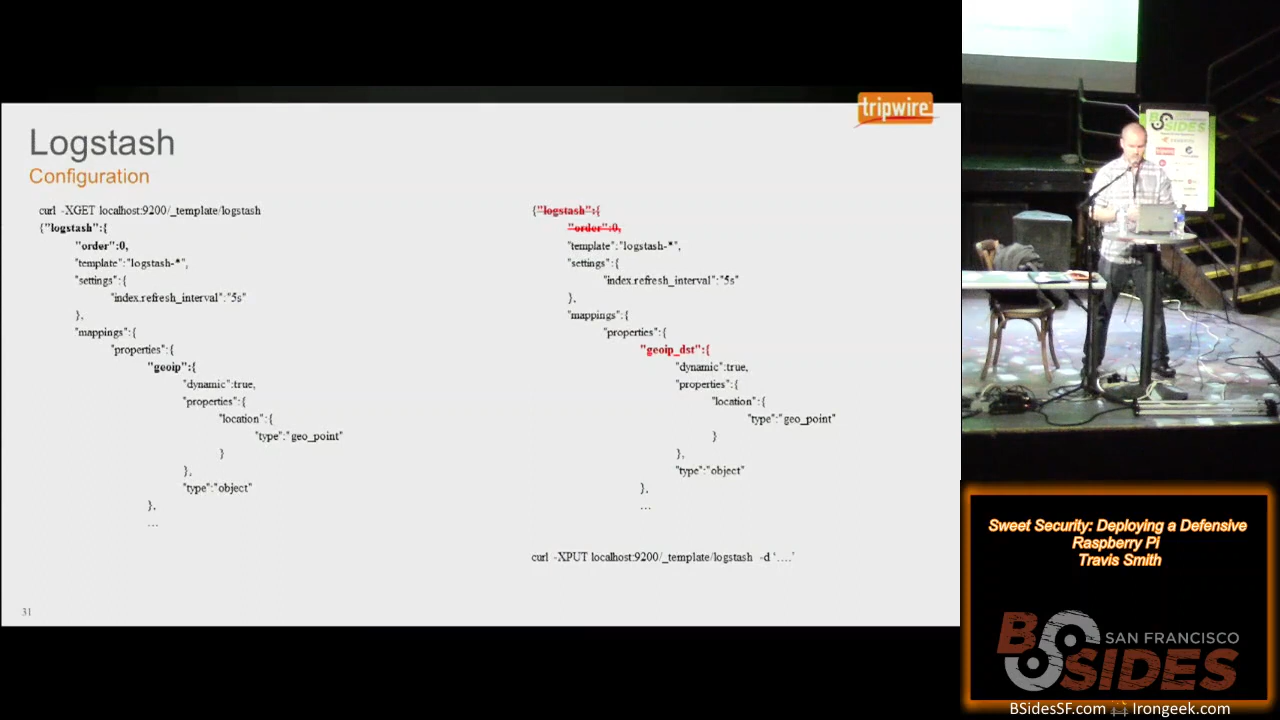 tripwire
Logstash
Configuration
curl -XGET localhost:9200/_template/logstash
{"logstash":{
"order":0,
"template":"logstash-*",
"settings":{
"index.refresh_interval":"5s"
},
"mappings":{
"properties":{
"geoip":{
"dynamic":true,
"properties":{
"location":{
"type":"geo_point"
}
},
"type":"object"
},
...
{"logstash":{
"order":0,
"template":"logstash-*",
"settings":{
"index.refresh_interval":"5s"
},
"mappings":{
"properties":{
"geoip_dst":{
"dynamic":true,
"properties":{
"location":{
"type":"geo_point"
}
},
"type":"object"
},
...
curl -XPUT localhost:9200/_template/logstash -d '....'
31
BSIDES
Sweet Security: Deploying a Defensive
Raspberry Pi
Travis Smith
SAN FRANCISCO
BSIDES
BSidesSF.com Irongeek.com